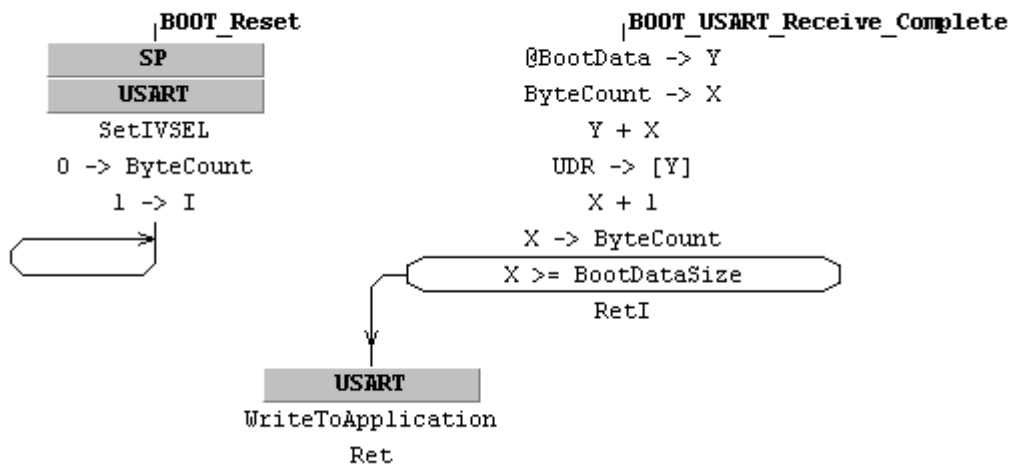 BOOT_Reset
SP
USART
SetIVSEL
0 -> ByteCount
1 -> I
BOOT_USART_Receive_Complete
@BootData -> Y
ByteCount -> X
Y + X
UDR -> [Y]
X + 1
X -> ByteCount
X >= BootDataSize
RetI
USART
WriteToApplication
Ret